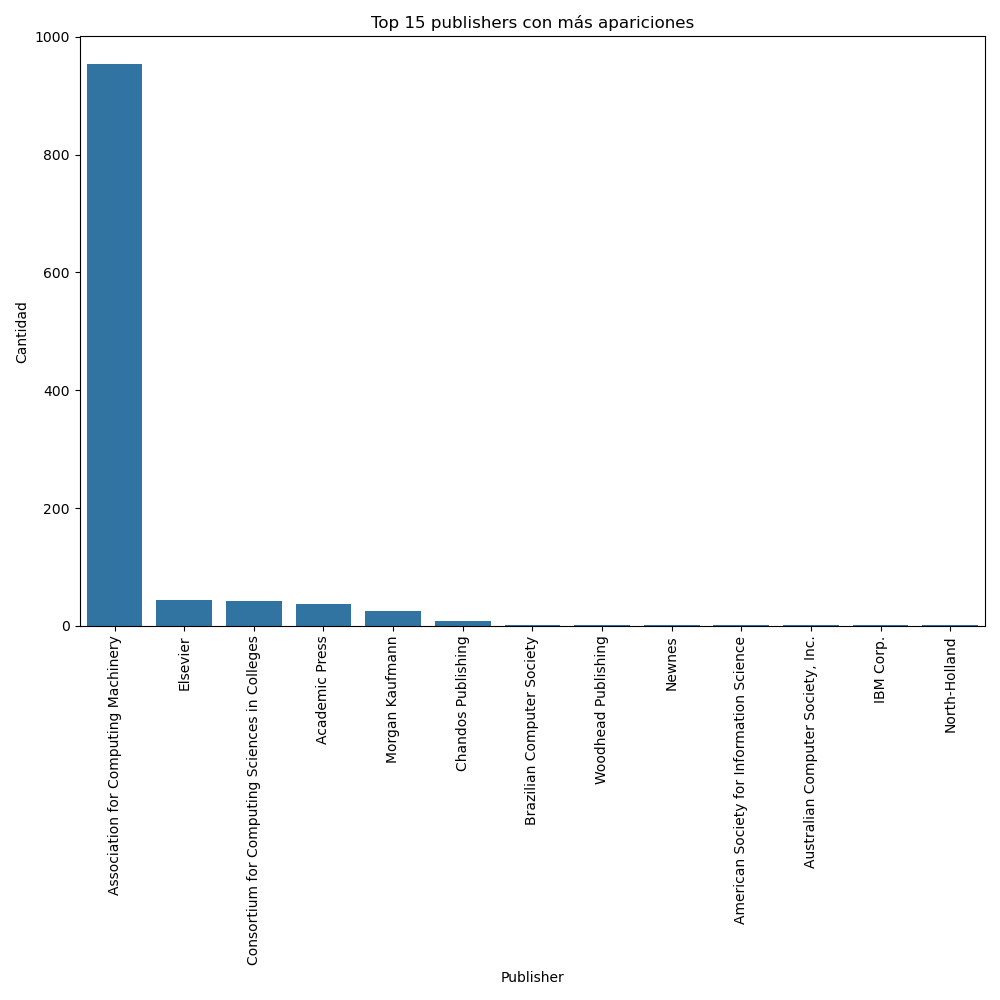 Top 15 publishers con más apariciones
1000
800
600
400
200
0
Cantidad
Association for Computing Machinery
Elsevier
Consortium for Computing Sciences in Colleges
Academic Press
Morgan Kaufmann
Chandos Publishing
Brazilian Computer Society
Woodhead Publishing
Newnes
American Society for Information Science
Australian Computer Society, Inc.
IBM Corp.
North-Holland
Publisher